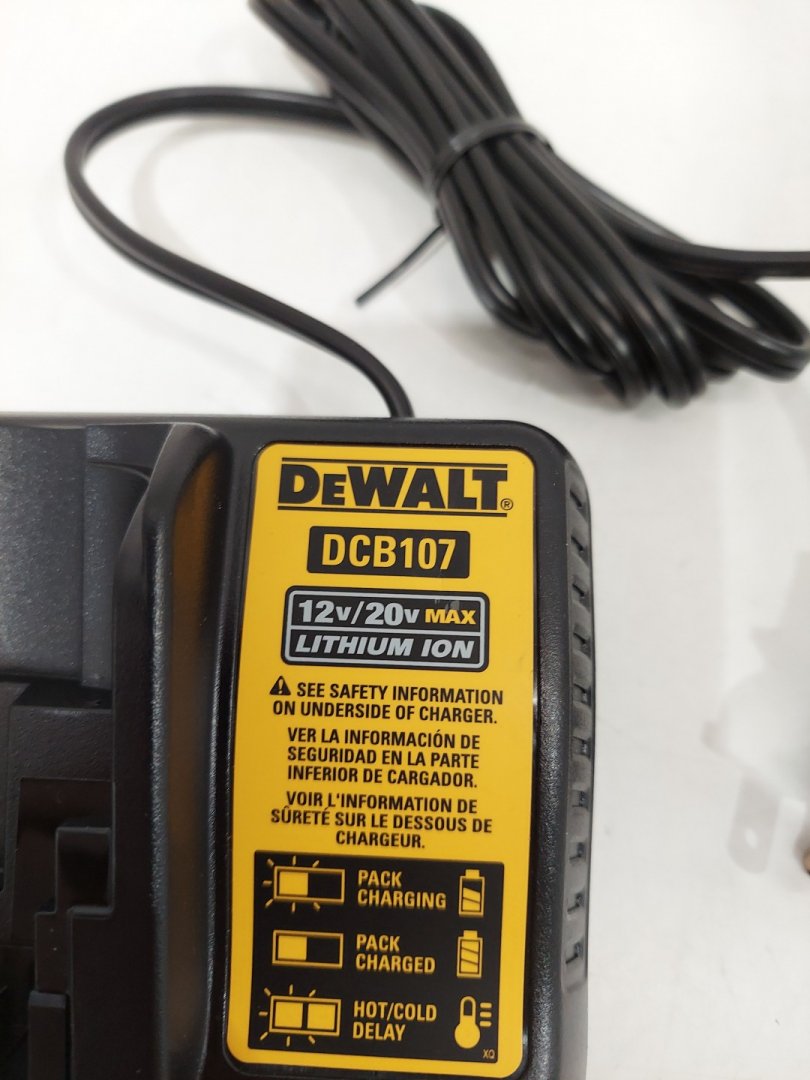 DEWALT®
DCB107
12V/20V MAX
LITHIUM ION
SEE SAFETY INFORMATION
ON UNDERSIDE OF CHARGER.
VER LA INFORMACIÓN DE
SEGURIDAD EN LA PARTE
INFERIOR DE CARGADOR.
VOIR L'INFORMATION DE
SÛRETÉ SUR LE DESSOUS DE
CHARGEUR.
PACK
CHARGING
PACK
CHARGED
HOT/COLD
DELAY
XQ